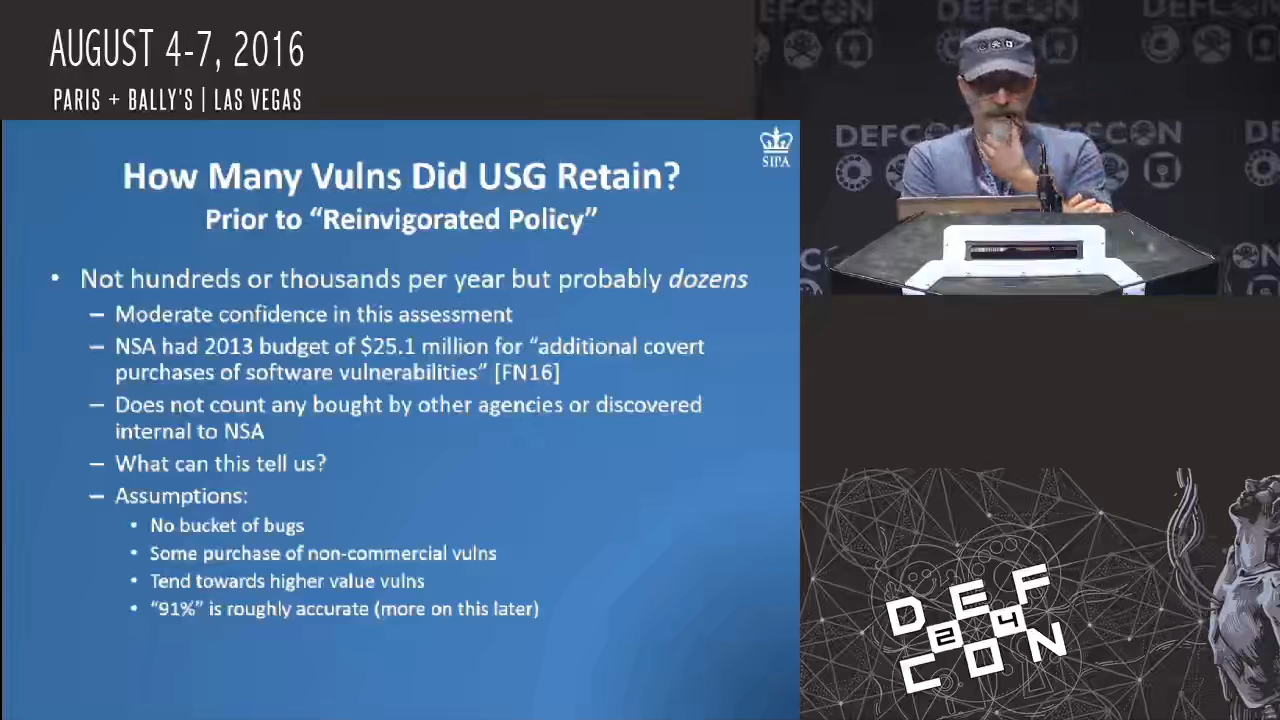 AUGUST 4-7, 2016
PARIS + BALLY'S | LAS VEGAS
SIPA
How Many Vulns Did USG Retain?
Prior to “Reinvigorated Policy”
• Not hundreds or thousands per year but probably dozens
– Moderate confidence in this assessment
– NSA had 2013 budget of $25.1 million for “additional covert
purchases of software vulnerabilities” [FN16]
– Does not count any bought by other agencies or discovered
internal to NSA
– What can this tell us?
– Assumptions:
• No bucket of bugs
• Some purchase of non-commercial vulns
• Tend towards higher value vulns
• “91%” is roughly accurate (more on this later)
DEFCON
DEFCON
DEFCON
DEFCON
DEF
24
CON